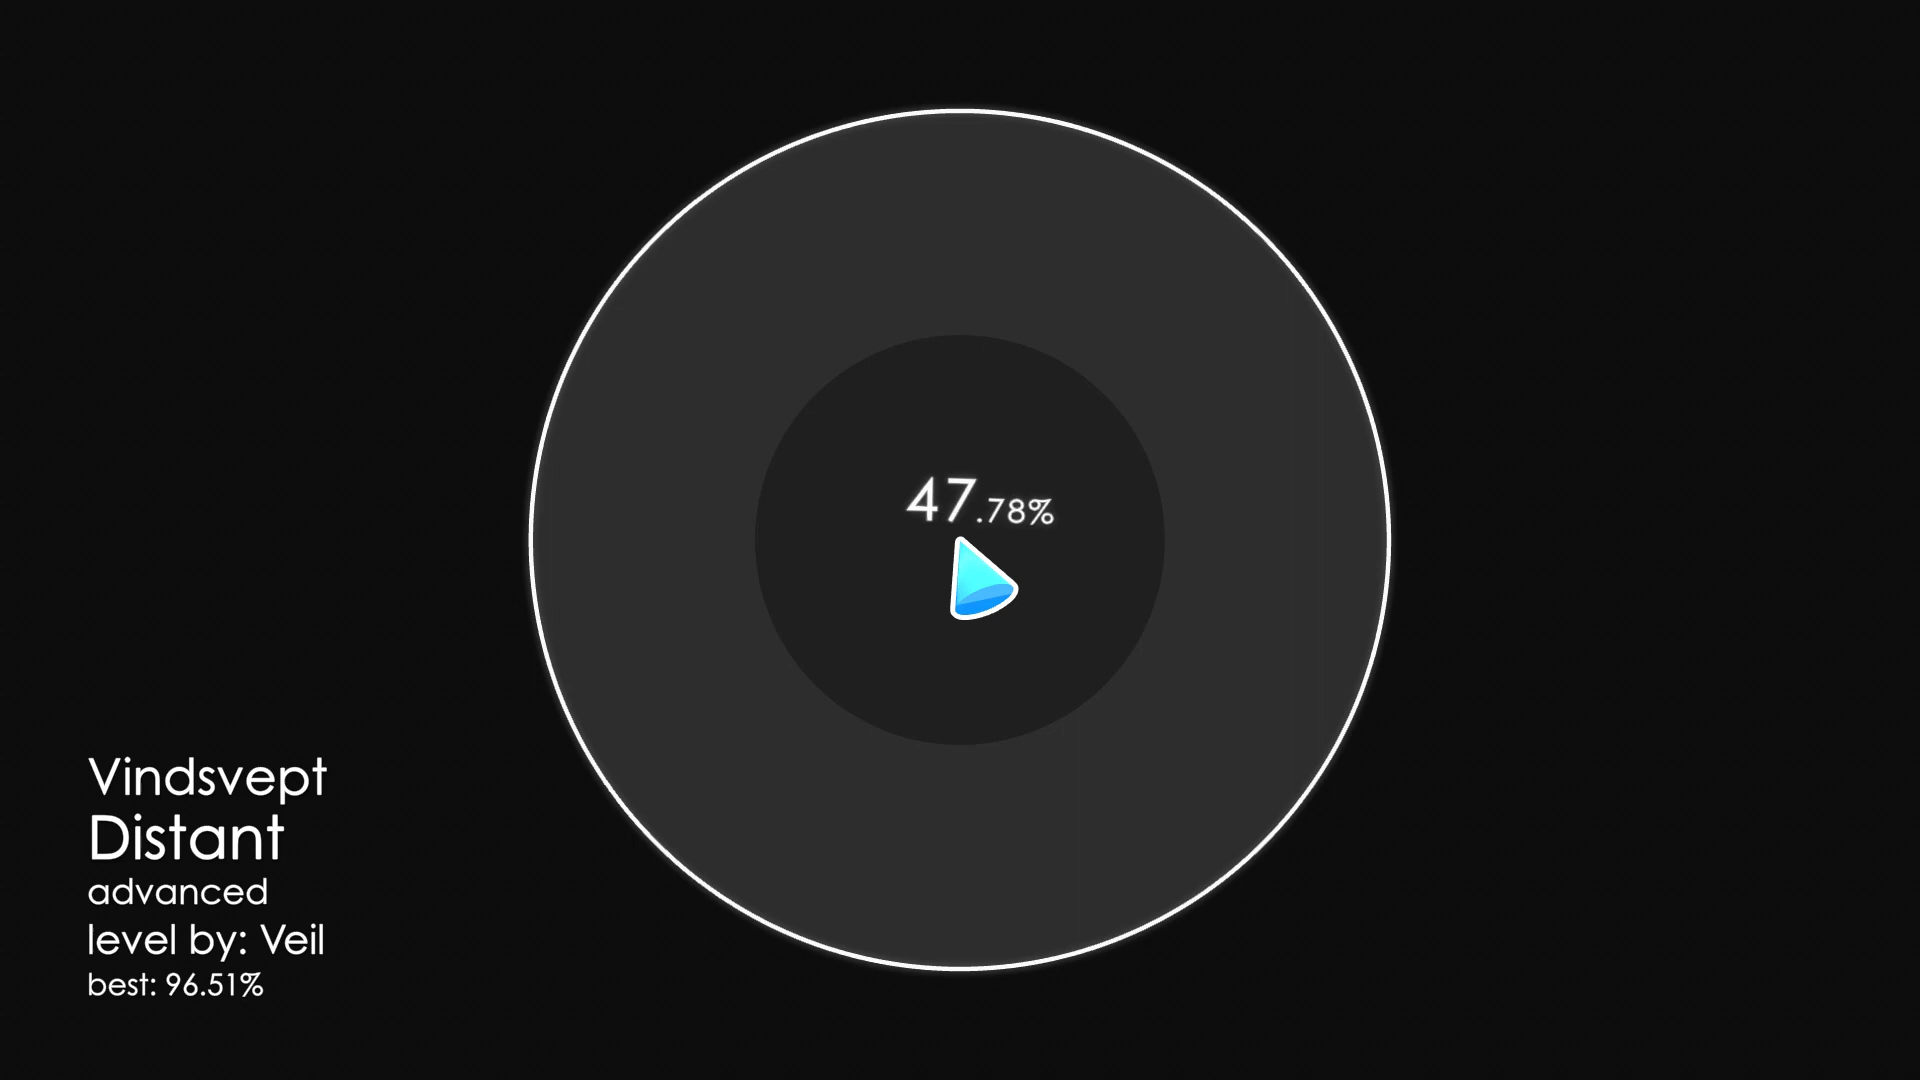 47.78%
Vindsvept
Distant
advanced
level by: Veil
best: 96.51%